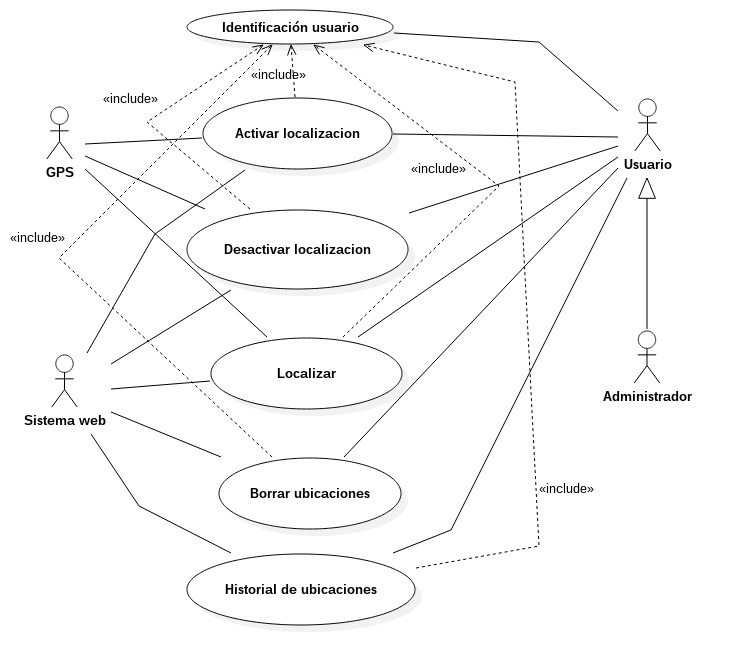 Identificación usuario
«include»
«include»
Activar localizacion
GPS
Usuario
«include»
«include»
Desactivar localizacion
Localizar
Administrador
Sistema web
Borrar ubicaciones
«include»
Historial de ubicaciones